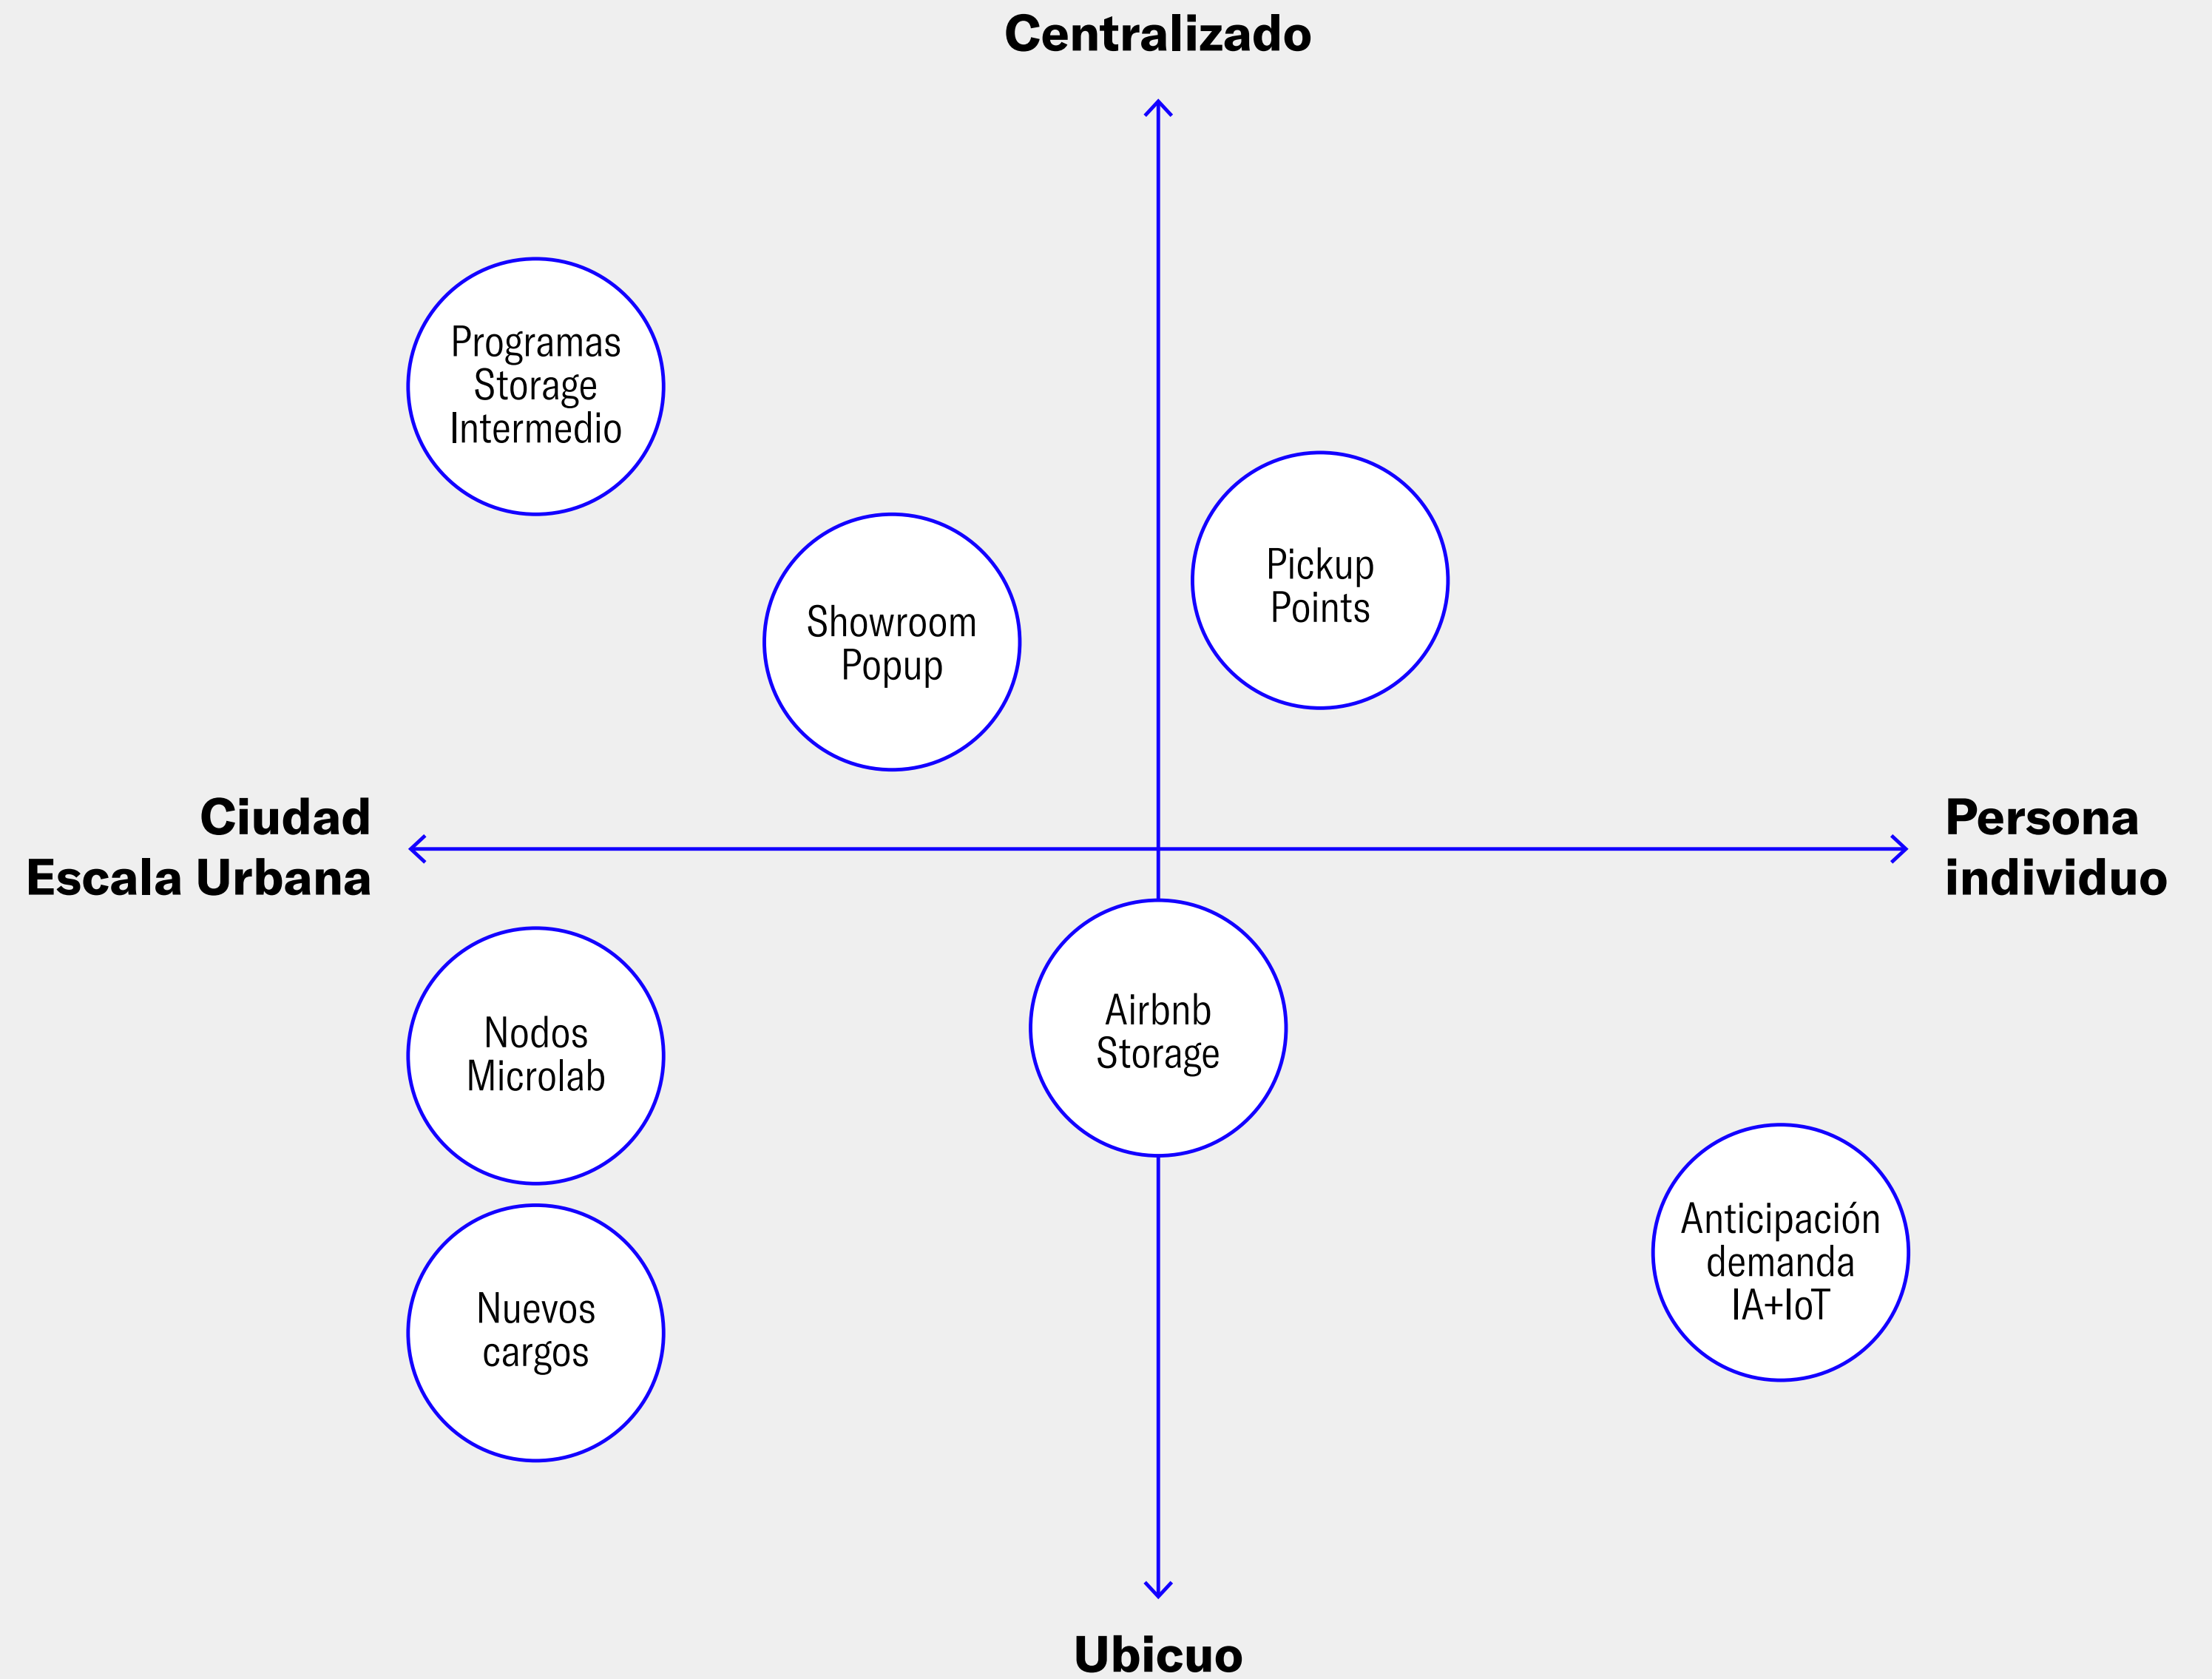 Centralizado
Programas
Storage
Intermedio
Pickup
Points
Showroom
Popup
Ciudad
Escala Urbana
Persona
individuo
Nodos
Microlab
Airbnb
Storage
Anticipación
demanda
IA+IoT
Nuevos
cargos
Ubicuo